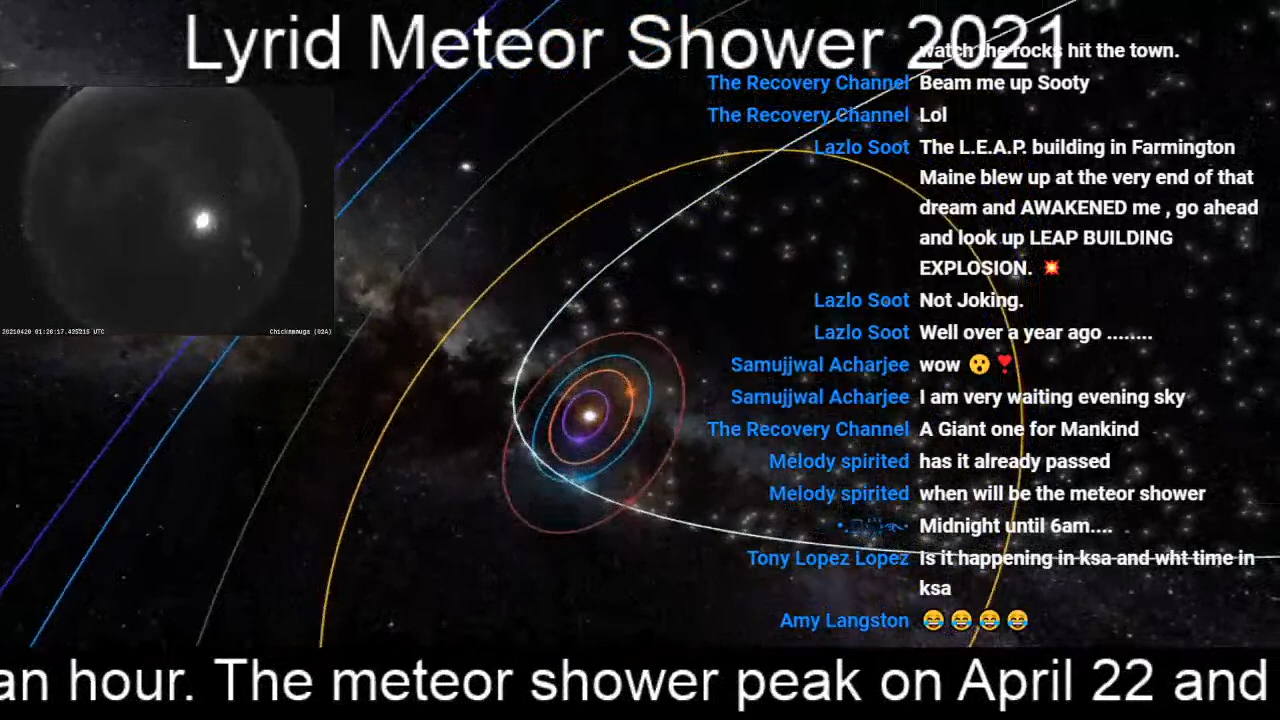 Lyrid Meteor Shower 2021
watch the rocks hit the town.
The Recovery Channel Beam me up Sooty
The Recovery Channel Lol
Lazlo Soot The L.E.A.P. building in Farmington
Maine blew up at the very end of that
dream and AWAKENED me , go ahead
and look up LEAP BUILDING
EXPLOSION. 💥
Lazlo Soot Not Joking.
Lazlo Soot Well over a year ago ........
Samujjwal Acharjee wow 😮❣️
Samujjwal Acharjee I am very waiting evening sky
The Recovery Channel A Giant one for Mankind
Melody spirited has it already passed
Melody spirited when will be the meteor shower
Midnight until 6am....
Tony Lopez Lopez Is it happening in ksa and wht time in
ksa
Amy Langston 😂😂😂😂
Chickamauga (02A)
an hour. The meteor shower peak on April 22 and